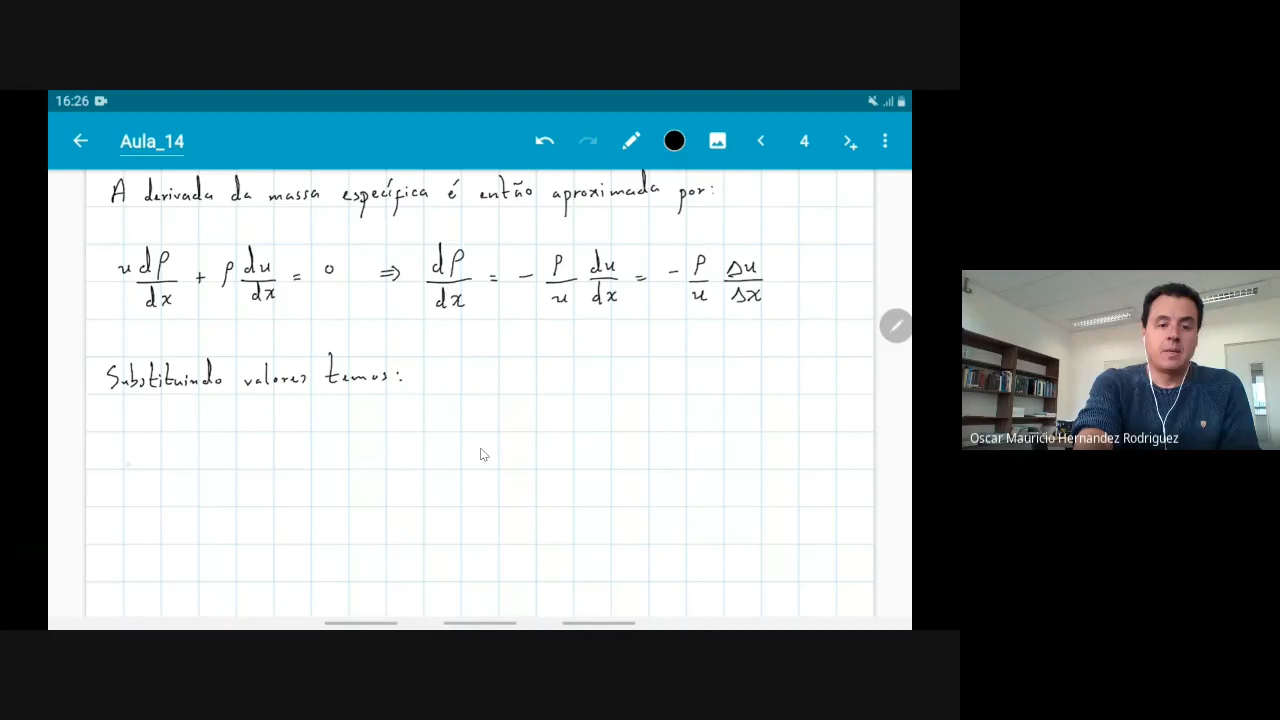 16:26
Aula_14
4
A derivada da massa específica é então aproximada por:
u dρ/dx + ρ du/dx = 0 ⇒ dρ/dx = - ρ/u du/dx = - ρ/u Δu/Δx
Substituindo valores temos:
Oscar Mauricio Hernandez Rodriguez